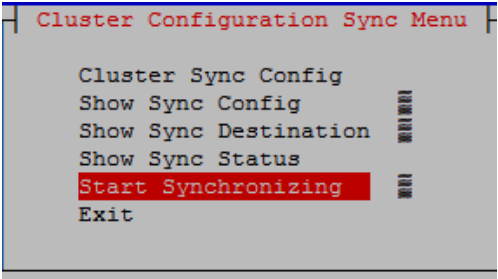 Cluster Configuration Sync Menu
Cluster Sync Config
Show Sync Config
Show Sync Destination
Show Sync Status
Start Synchronizing
Exit